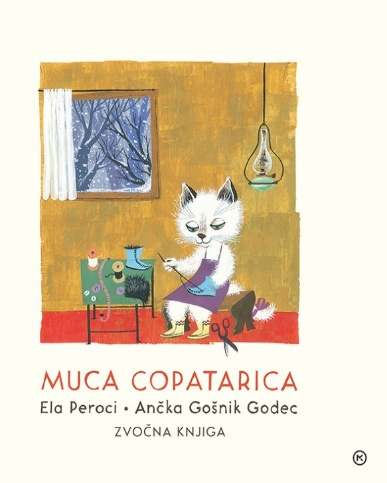 MUCA COPATARICA
Ela Peroci • Ančka Gošnik Godec
ZVOČNA KNJIGA